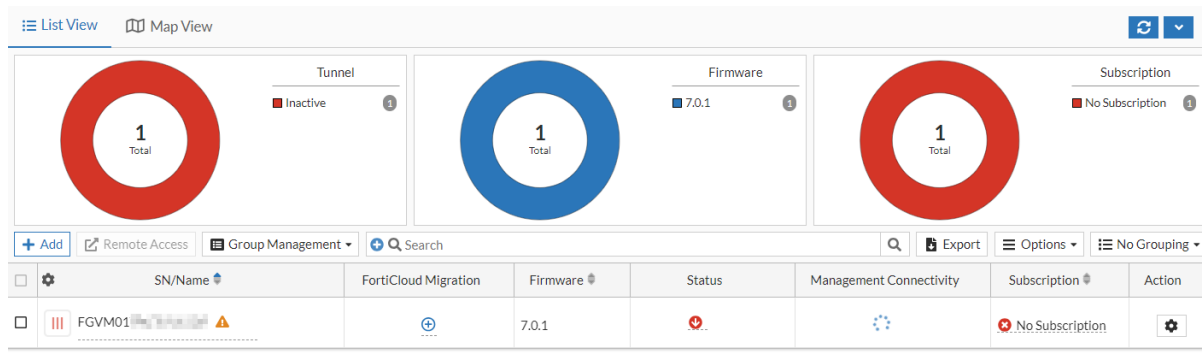 List View Map View
Tunnel
Inactive 1
1
Total
Firmware
7.0.1 1
1
Total
Subscription
No Subscription 1
1
Total
Add Remote Access Group Management Search Export Options No Grouping
SN/Name FortiCloud Migration Firmware Status Management Connectivity Subscription Action
FGVM01 7.0.1 No Subscription